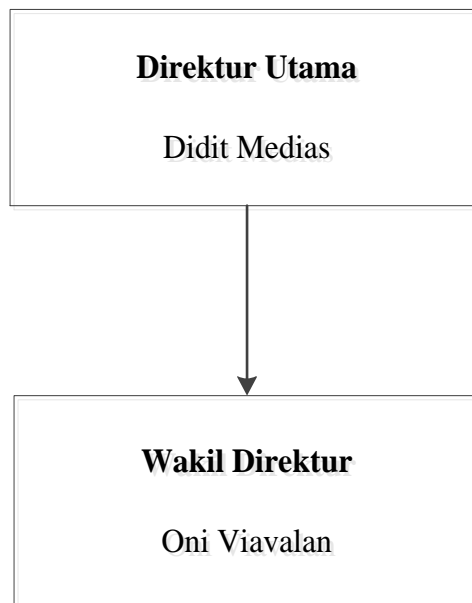 Direktur Utama
Didit Medias
Wakil Direktur
Oni Viavalan